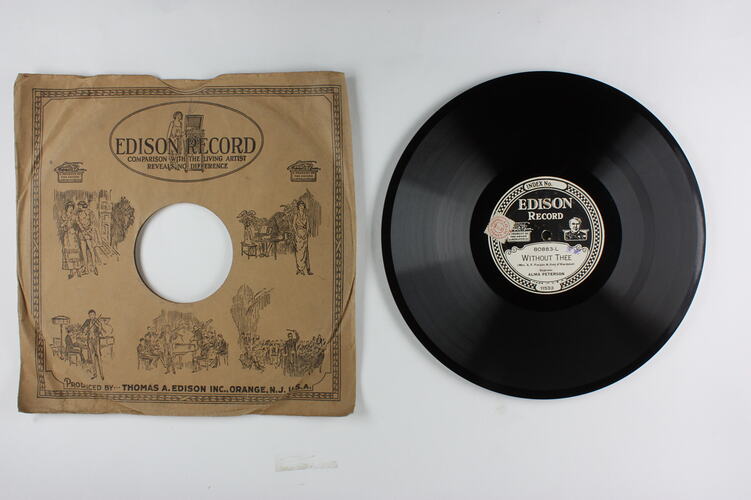 EDISON RECORD
COMPARISON WITH THE LIVING ARTIST
REVEALS NO DIFFERENCE
PRODUCED BY- THOMAS A. EDISON INC., ORANGE, N.J. U.S.A.
INDEX No.
EDISON
RECORD
80883-L
WITHOUT THEE
Soprano
ALMA PETERSON
11533